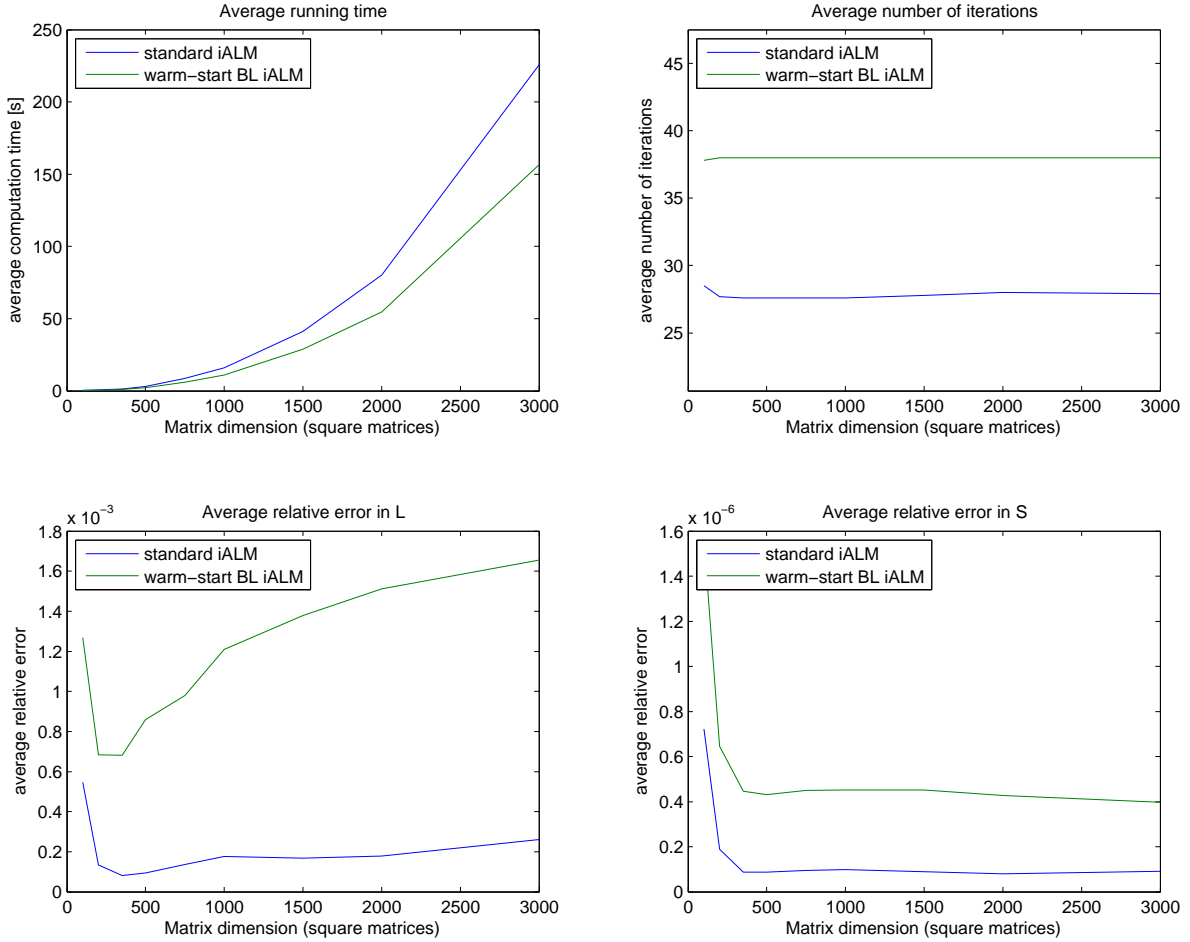 Average running time
standard iALM
warm−start BL iALM
average computation time [s]
250
200
150
100
50
0
0 500 1000 1500 2000 2500 3000
Matrix dimension (square matrices)
Average number of iterations
standard iALM
warm−start BL iALM
average number of iterations
45
40
35
30
25
0 500 1000 1500 2000 2500 3000
Matrix dimension (square matrices)
Average relative error in L
x 10−3
standard iALM
warm−start BL iALM
average relative error
1.8
1.6
1.4
1.2
1
0.8
0.6
0.4
0.2
0
0 500 1000 1500 2000 2500 3000
Matrix dimension (square matrices)
Average relative error in S
x 10−6
standard iALM
warm−start BL iALM
average relative error
1.6
1.4
1.2
1
0.8
0.6
0.4
0.2
0
0 500 1000 1500 2000 2500 3000
Matrix dimension (square matrices)